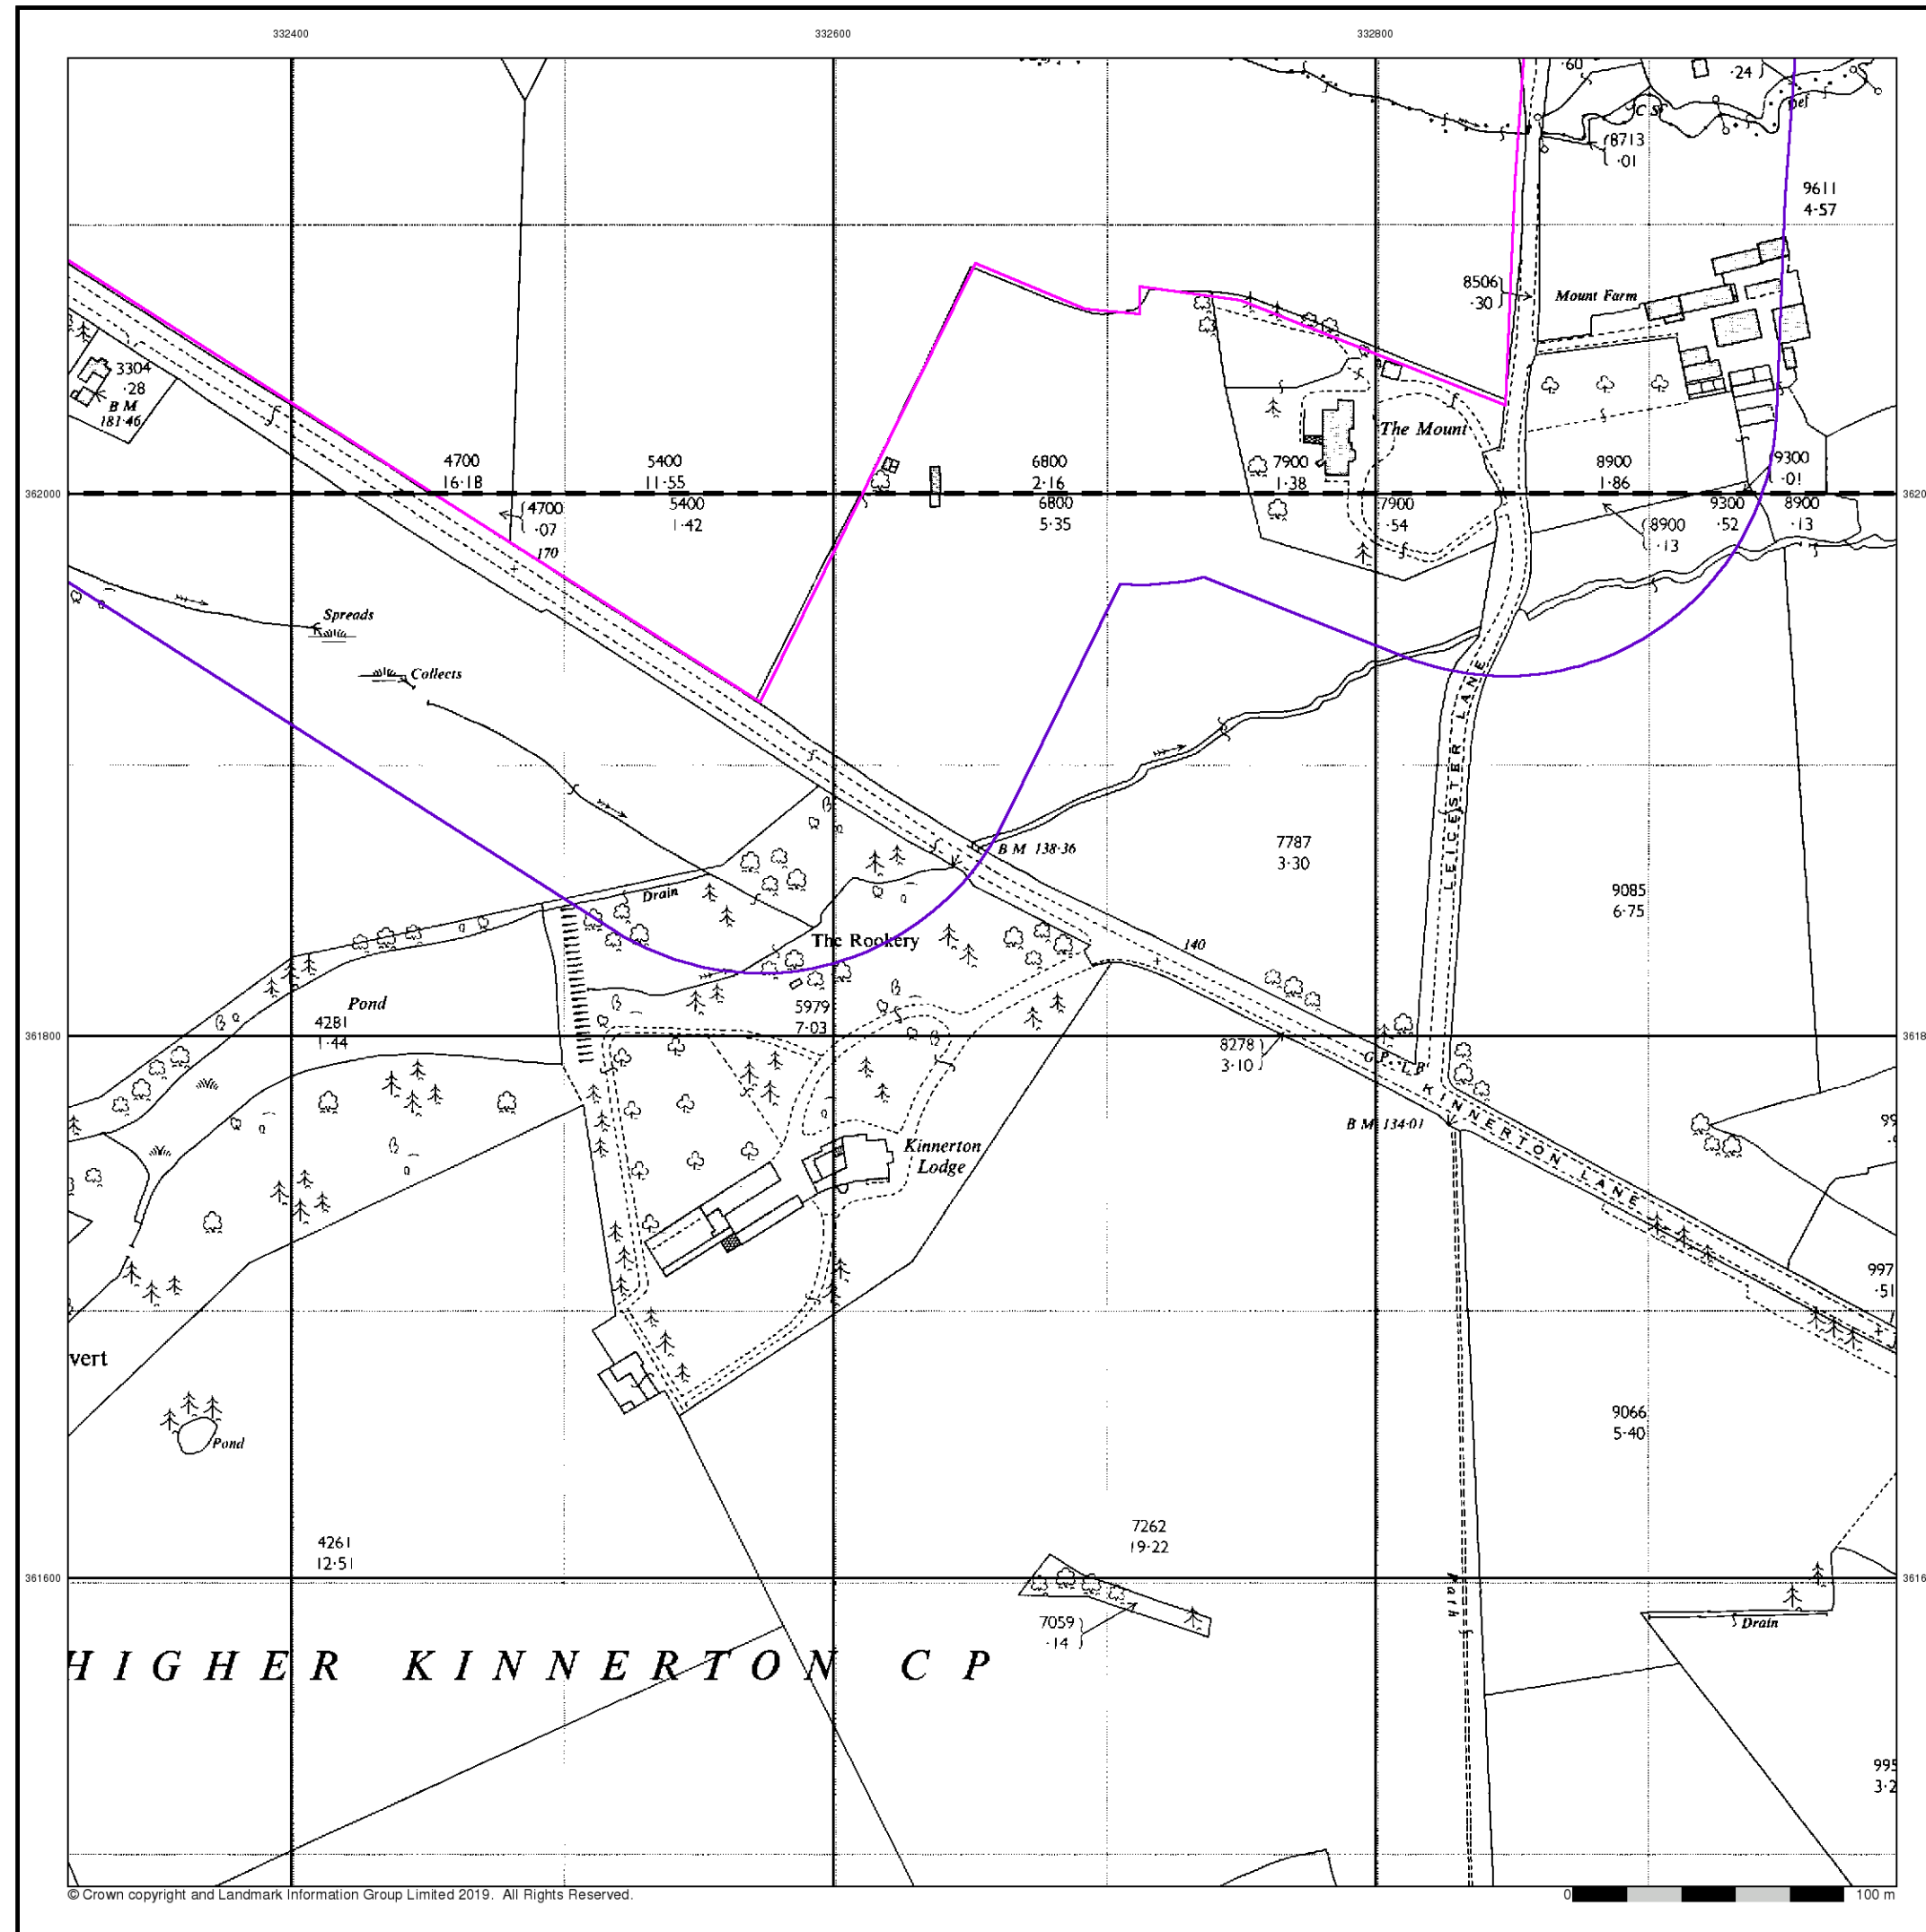 332400
332600
332800
·60
·24
C S
Def
8713
·01
9611
4·57
8506
·30
Mount Farm
3304
·28
B M
181·46
The Mount
4700
16·18
5400
11·55
6800
2·16
7900
1·38
8900
1·86
9300
·01
362000
4700
·07
5400
1·42
6800
5·35
7900
·54
8900
·13
9300
·52
8900
·13
170
Spreads
Collects
LEICESTER LANE
B M 138·36
7787
3·30
9085
6·75
Drain
The Rookery
140
Pond
4281
1·44
5979
7·03
361800
8278
3·10
G P
L B
KINNERTON LANE
B M 134·01
Kinnerton
Lodge
997
·51
vert
Pond
9066
5·40
4261
12·51
7262
19·22
361600
7059
·14
Path
Drain
HIGHER KINNERTON CP
995
3·2
© Crown copyright and Landmark Information Group Limited 2019. All Rights Reserved.
0
100 m